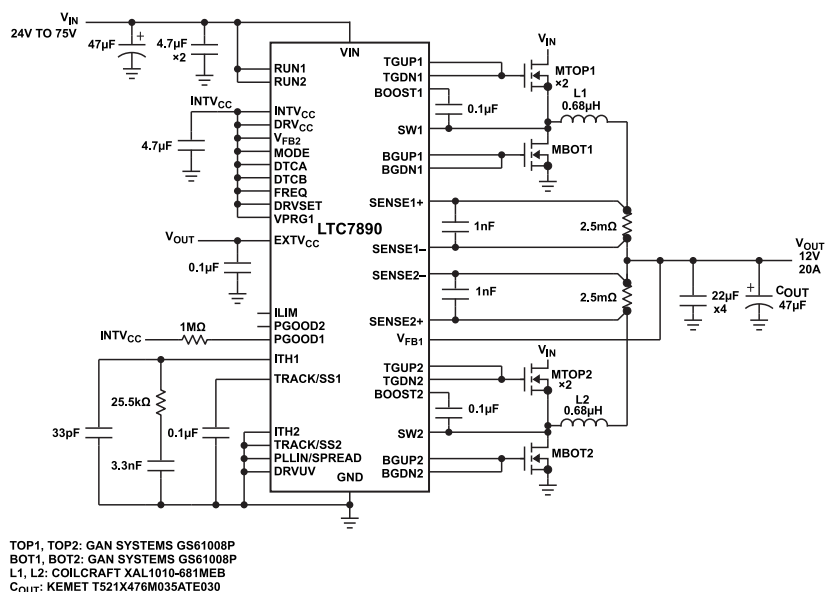 VIN
24V TO 75V
47µF
+
4.7µF
×2
VIN
RUN1
RUN2
INTVCC
4.7µF
INTVCC
DRVCC
VFB2
MODE
DTCA
DTCB
FREQ
DRVSET
VPRG1
LTC7890
VOUT
EXTVCC
0.1µF
ILIM
PGOOD2
INTVCC
1MΩ
PGOOD1
ITH1
TRACK/SS1
25.5kΩ
33pF
3.3nF
0.1µF
ITH2
TRACK/SS2
PLLIN/SPREAD
DRVUV
GND
TGUP1
TGDN1
BOOST1
0.1µF
SW1
BGUP1
BGDN1
VIN
MTOP1
×2
L1
0.68µH
MBOT1
SENSE1+
1nF
SENSE1–
2.5mΩ
SENSE2–
1nF
SENSE2+
2.5mΩ
VFB1
VOUT
12V
20A
22µF
x4
+
COUT
47µF
TGUP2
TGDN2
BOOST2
0.1µF
SW2
BGUP2
BGDN2
VIN
MTOP2
×2
L2
0.68µH
MBOT2
TOP1, TOP2: GAN SYSTEMS GS61008P
BOT1, BOT2: GAN SYSTEMS GS61008P
L1, L2: COILCRAFT XAL1010-681MEB
COUT: KEMET T521X476M035ATE030